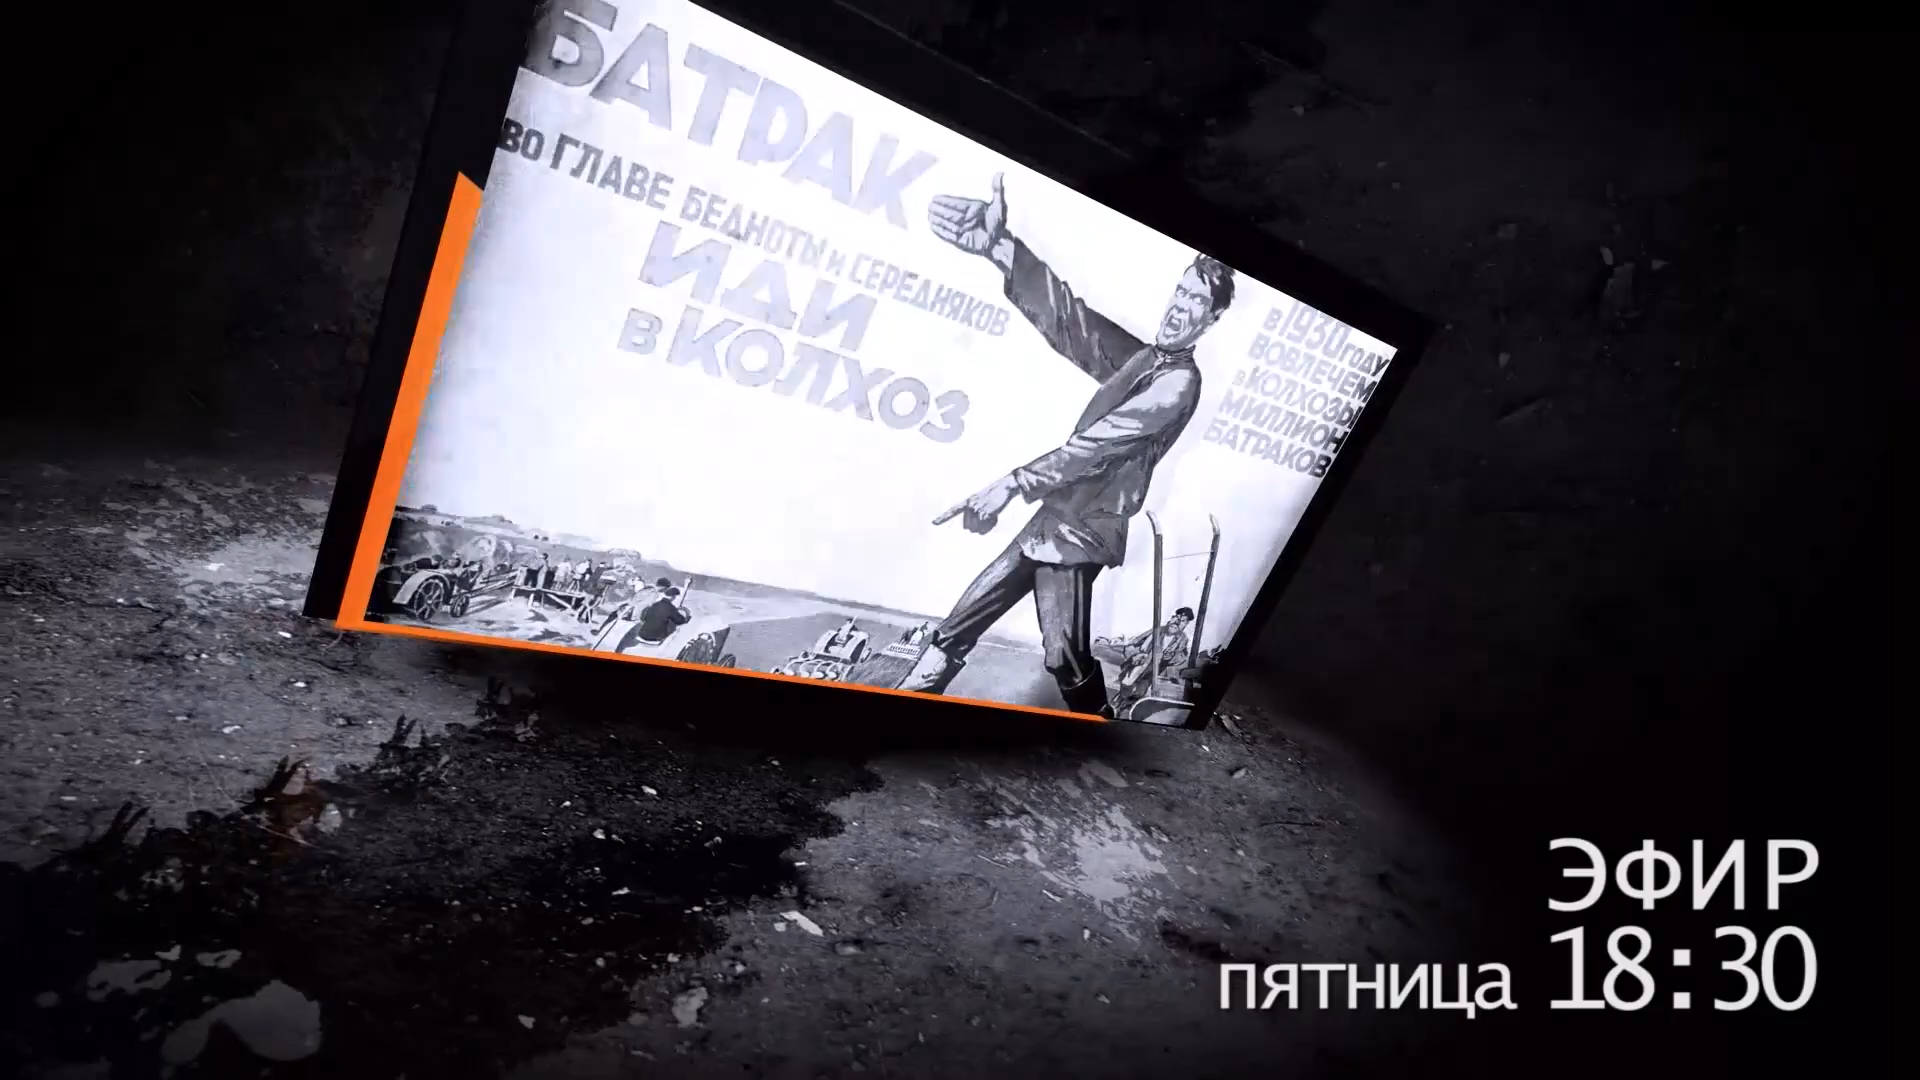 БАТРАК
ВО ГЛАВЕ БЕДНОТЫ и СЕРЕДНЯКОВ
ИДИ
в КОЛХОЗ
в 1930 году
ВОВЛЕЧЕМ
в КОЛХОЗЫ
МИЛЛИОН
БАТРАКОВ
ЭФИР
пятница 18:30